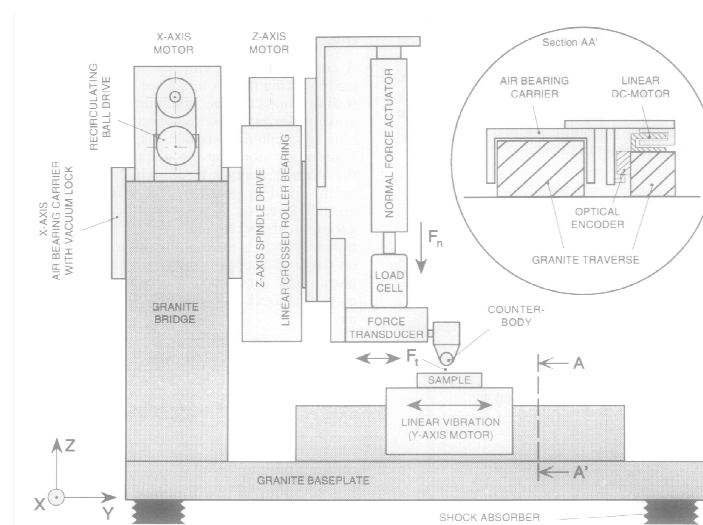 X-AXIS
MOTOR
Z-AXIS
MOTOR
RECIRCULATING
BALL DRIVE
X-AXIS
AIR BEARING CARRIER
WITH VACUUM LOCK
GRANITE
BRIDGE
Z-AXIS SPINDLE DRIVE
LINEAR CROSSED ROLLER BEARING
NORMAL FORCE ACTUATOR
Fn
LOAD
CELL
FORCE
TRANSDUCER
Ft
COUNTER-
BODY
SAMPLE
LINEAR VIBRATION
(Y-AXIS MOTOR)
Section AA'
AIR BEARING
CARRIER
LINEAR
DC-MOTOR
OPTICAL
ENCODER
GRANITE TRAVERSE
A
A'
Z
X
Y
GRANITE BASEPLATE
SHOCK ABSORBER